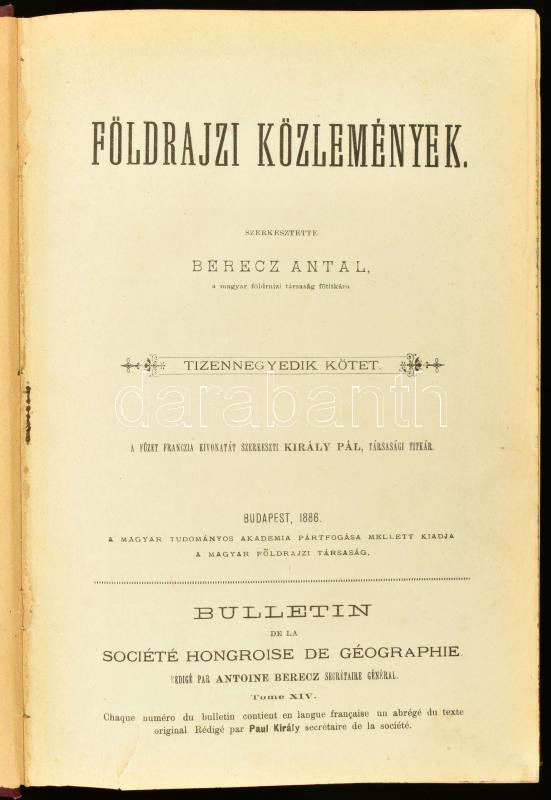 FÖLDRAJZI KÖZLEMÉNYEK.
SZERKESZTETTE
BERECZ ANTAL,
a magyar földrajzi társaság főtitkára
TIZENNEGYEDIK KÖTET.
darabanth
A FÜZET FRANCZIA KIVONATÁT SZERKESZTI KIRÁLY PÁL, TÁRSASÁGI TITKÁR.
BUDAPEST, 1886.
A MAGYAR TUDOMÁNYOS AKADEMIA PÁRTFOGÁSA MELLETT KIADJA
A MAGYAR FÖLDRAJZI TÁRSASÁG.
BULLETIN
DE LA
SOCIÉTÉ HONGROISE DE GÉOGRAPHIE.
REDIGÉ PAR ANTOINE BERECZ SECRÉTAIRE GÉNÉRAL.
Tome XIV.
Chaque numéro du bulletin contient en langue française un abrégé du texte
original Rédigé par Paul Király secrétaire de la société.